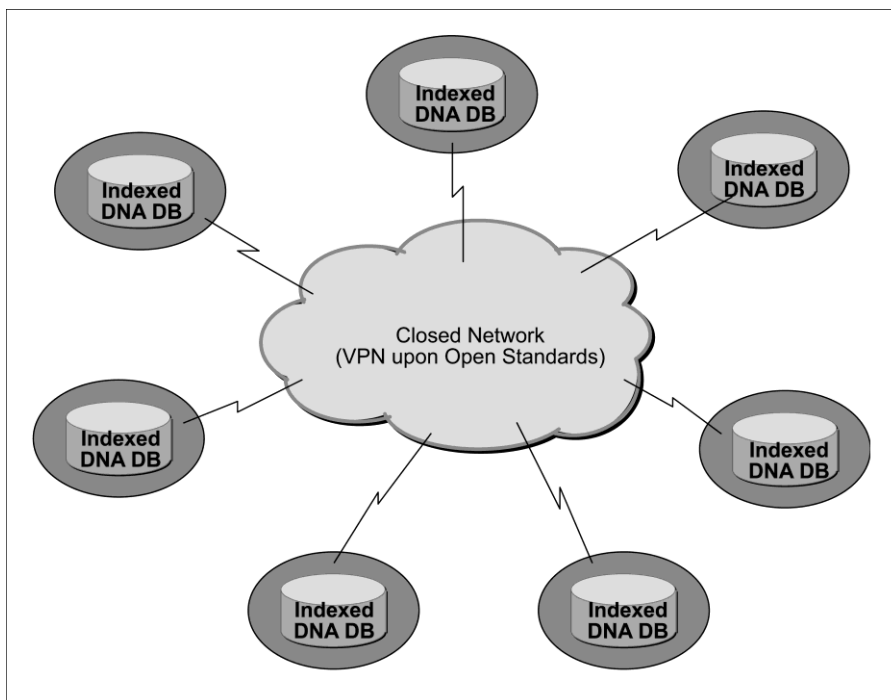 Indexed
DNA DB
Indexed
DNA DB
Indexed
DNA DB
Closed Network
(VPN upon Open Standards)
Indexed
DNA DB
Indexed
DNA DB
Indexed
DNA DB
Indexed
DNA DB